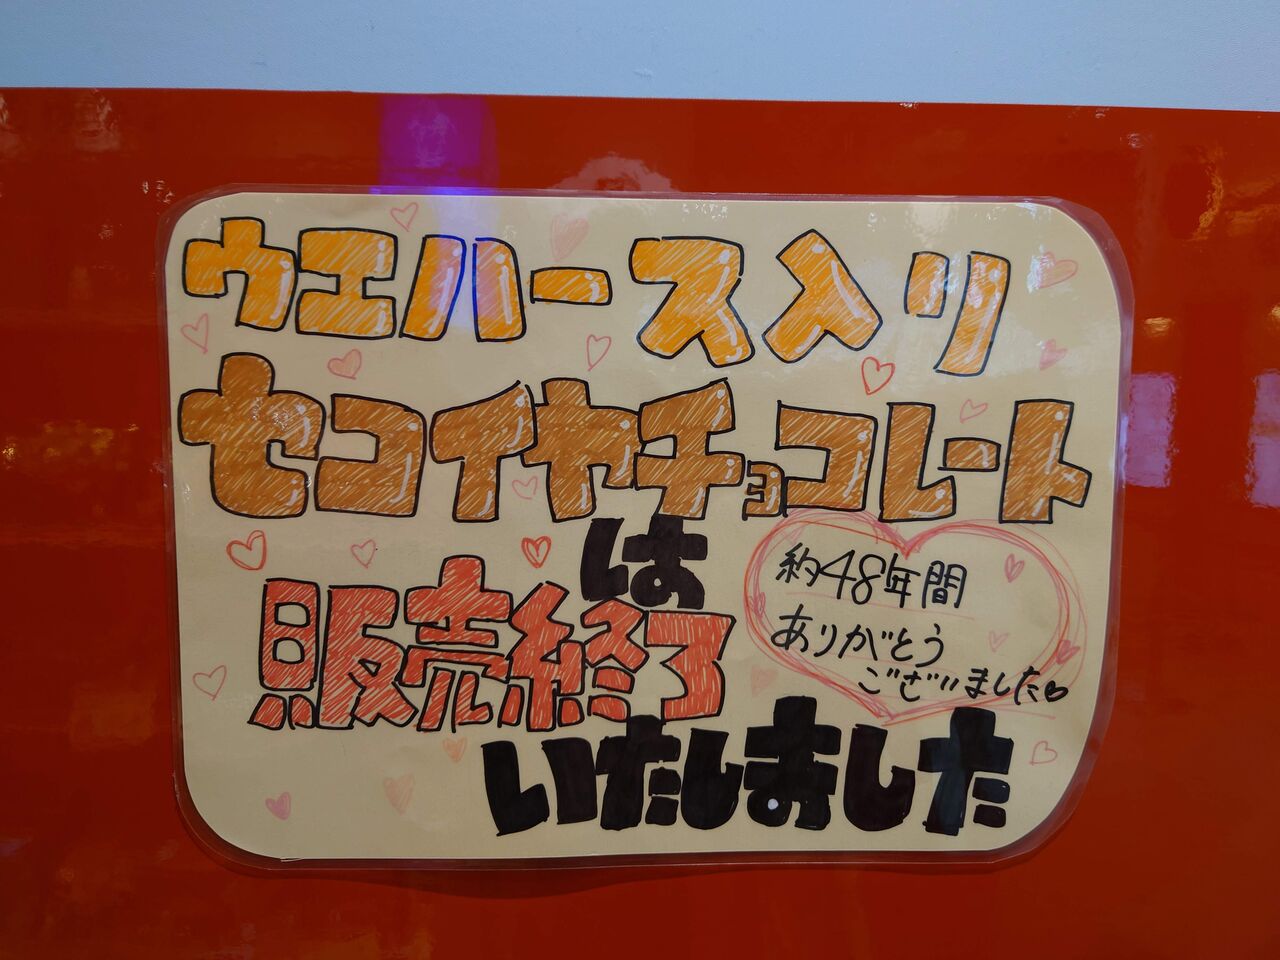 ウエハース入り
セコイヤチョコレート
は
販売終了
いたしました
約48年間
ありがとう
ございました♥